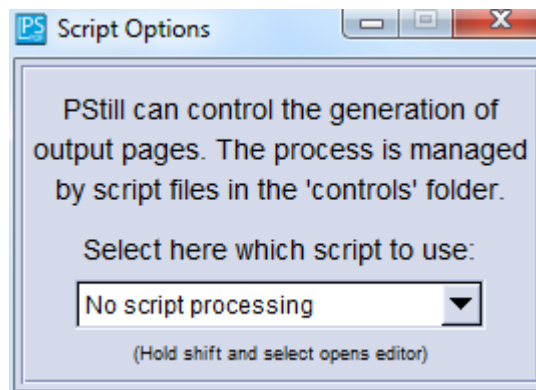 PS
Script Options
PStill can control the generation of
output pages. The process is managed
by script files in the 'controls' folder.
Select here which script to use:
No script processing
(Hold shift and select opens editor)